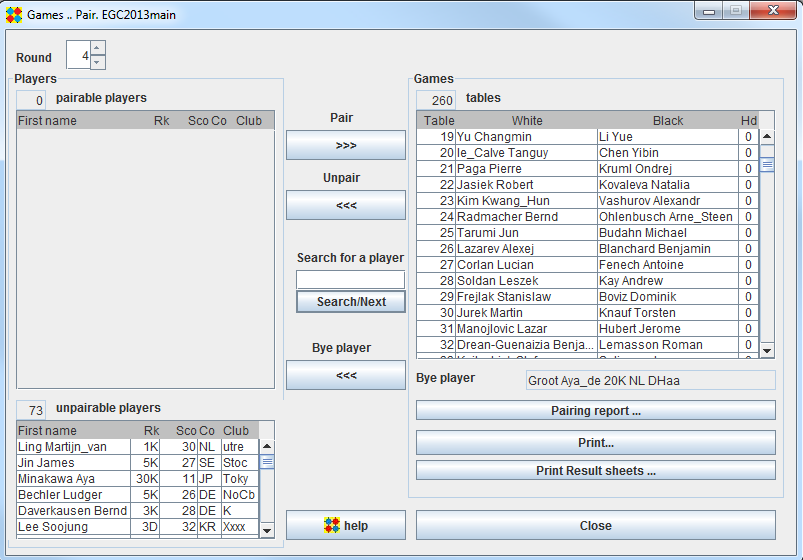 Games .. Pair. EGC2013main
Round 4
Players
0 pairable players
First name Rk Sco Co Club
Pair
>>>
Unpair
<<<
Search for a player
Search/Next
Bye player
<<<
73 unpairable players
First name Rk Sco Co Club
Ling Martijn_van 1K 30 NL utre
Jin James 5K 27 SE Stoc
Minakawa Aya 30K 11 JP Toky
Bechler Ludger 5K 26 DE NoCb
Daverkausen Bernd 3K 28 DE K
Lee Soojung 3D 32 KR Xxxx
help
Games
260 tables
Table White Black Hd
19 Yu Changmin Li Yue 0
20 le_Calve Tanguy Chen Yibin 0
21 Paga Pierre Kruml Ondrej 0
22 Jasiek Robert Kovaleva Natalia 0
23 Kim Kwang_Hun Vashurov Alexandr 0
24 Radmacher Bernd Ohlenbusch Arne_Steen 0
25 Tarumi Jun Budahn Michael 0
26 Lazarev Alexej Blanchard Benjamin 0
27 Corlan Lucian Fenech Antoine 0
28 Soldan Leszek Kay Andrew 0
29 Frejlak Stanislaw Boviz Dominik 0
30 Jurek Martin Knauf Torsten 0
31 Manojlovic Lazar Hubert Jerome 0
32 Drean-Guenaizia Benja... Lemasson Roman 0
Bye player Groot Aya_de 20K NL DHaa
Pairing report ...
Print...
Print Result sheets ...
Close